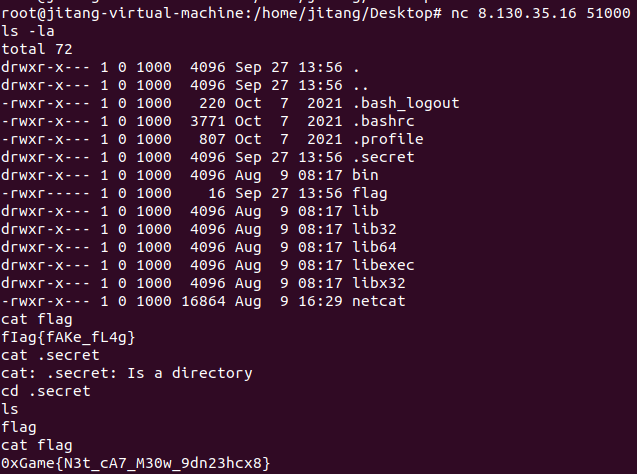 root@jitang-virtual-machine:/home/jitang/Desktop# nc 8.130.35.16 51000
ls -la
total 72
drwxr-x--- 1 0 1000  4096 Sep 27 13:56 .
drwxr-x--- 1 0 1000  4096 Sep 27 13:56 ..
-rwxr-x--- 1 0 1000   220 Oct  7  2021 .bash_logout
-rwxr-x--- 1 0 1000  3771 Oct  7  2021 .bashrc
-rwxr-x--- 1 0 1000   807 Oct  7  2021 .profile
drwxr-x--- 1 0 1000  4096 Sep 27 13:56 .secret
drwxr-x--- 1 0 1000  4096 Aug  9 08:17 bin
-rwxr----- 1 0 1000    16 Sep 27 13:56 flag
drwxr-x--- 1 0 1000  4096 Aug  9 08:17 lib
drwxr-x--- 1 0 1000  4096 Aug  9 08:17 lib32
drwxr-x--- 1 0 1000  4096 Aug  9 08:17 lib64
drwxr-x--- 1 0 1000  4096 Aug  9 08:17 libexec
drwxr-x--- 1 0 1000  4096 Aug  9 08:17 libx32
-rwxr-x--- 1 0 1000 16864 Aug  9 16:29 netcat
cat flag
fIag{fAKe_fL4g}
cat .secret
cat: .secret: Is a directory
cd .secret
ls
flag
cat flag
0xGame{N3t_cA7_M30w_9dn23hcx8}